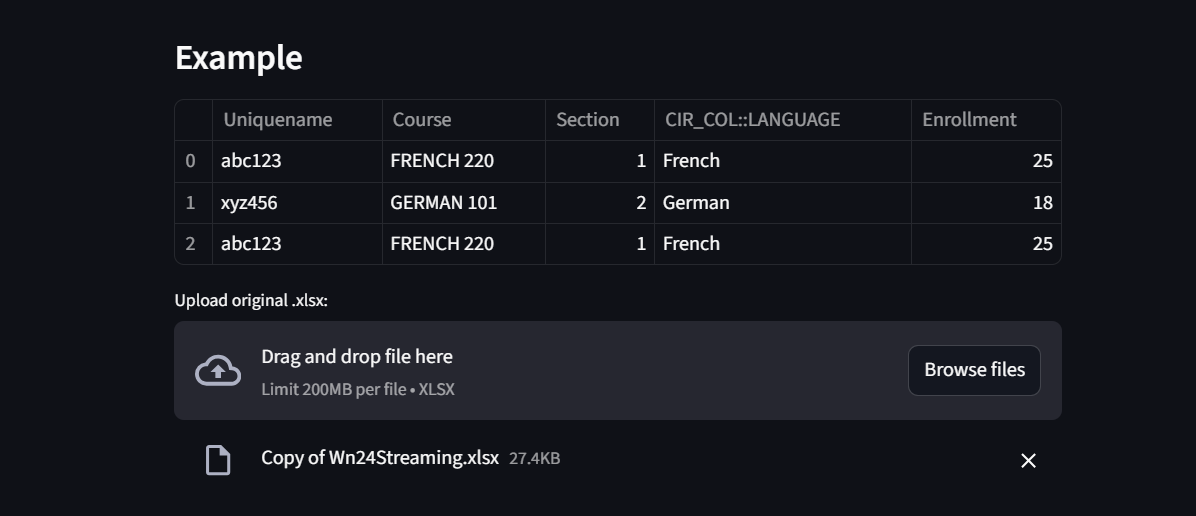 Example
Uniquename Course Section CIR_COL::LANGUAGE Enrollment
0 abc123 FRENCH 220 1 French 25
1 xyz456 GERMAN 101 2 German 18
2 abc123 FRENCH 220 1 French 25
Upload original .xlsx:
Drag and drop file here
Limit 200MB per file • XLSX
Browse files
Copy of Wn24Streaming.xlsx 27.4KB